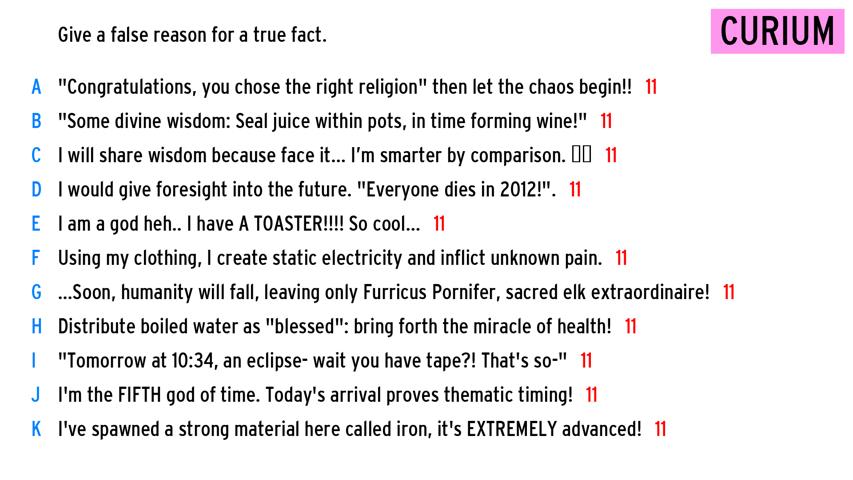 Give a false reason for a true fact.
CURIUM
A "Congratulations, you chose the right religion" then let the chaos begin!! 11
B "Some divine wisdom: Seal juice within pots, in time forming wine!" 11
C I will share wisdom because face it... I'm smarter by comparison. 11
D I would give foresight into the future. "Everyone dies in 2012!". 11
E I am a god heh.. I have A TOASTER!!!! So cool... 11
F Using my clothing, I create static electricity and inflict unknown pain. 11
G ...Soon, humanity will fall, leaving only Furricus Pornifer, sacred elk extraordinaire! 11
H Distribute boiled water as "blessed": bring forth the miracle of health! 11
I "Tomorrow at 10:34, an eclipse- wait you have tape?! That's so-" 11
J I'm the FIFTH god of time. Today's arrival proves thematic timing! 11
K I've spawned a strong material here called iron, it's EXTREMELY advanced! 11